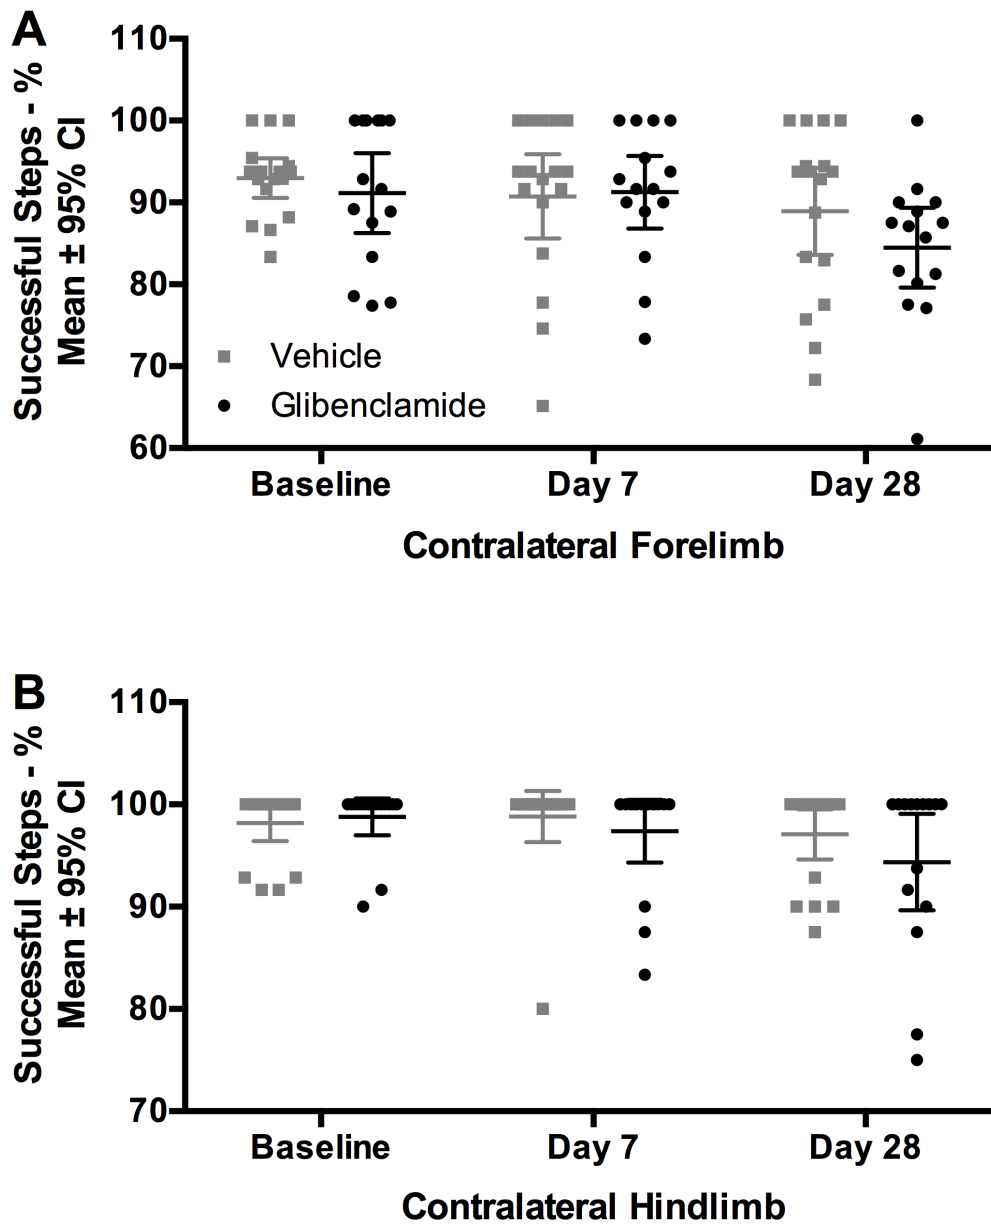 A
Successful Steps - %
Mean ± 95% CI
110
100
90
80
70
60
Vehicle
Glibenclamide
Baseline
Day 7
Day 28
Contralateral Forelimb
B
Successful Steps - %
Mean ± 95% CI
110
100
90
80
70
Baseline
Day 7
Day 28
Contralateral Hindlimb